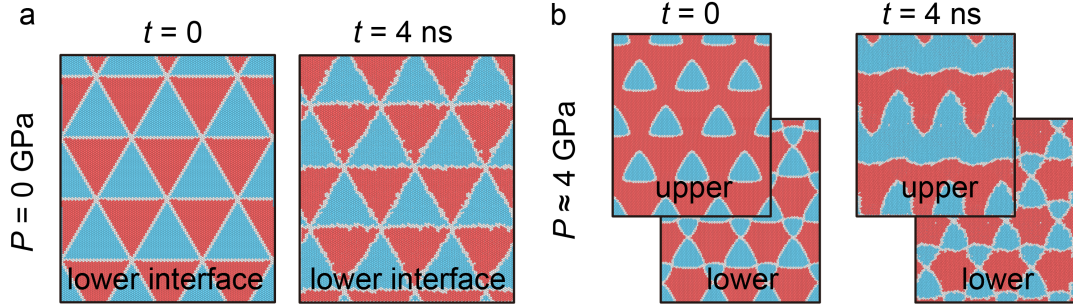 a
t = 0
t = 4 ns
P = 0 GPa
lower interface
lower interface
b
t = 0
t = 4 ns
P ≈ 4 GPa
upper
lower
upper
lower